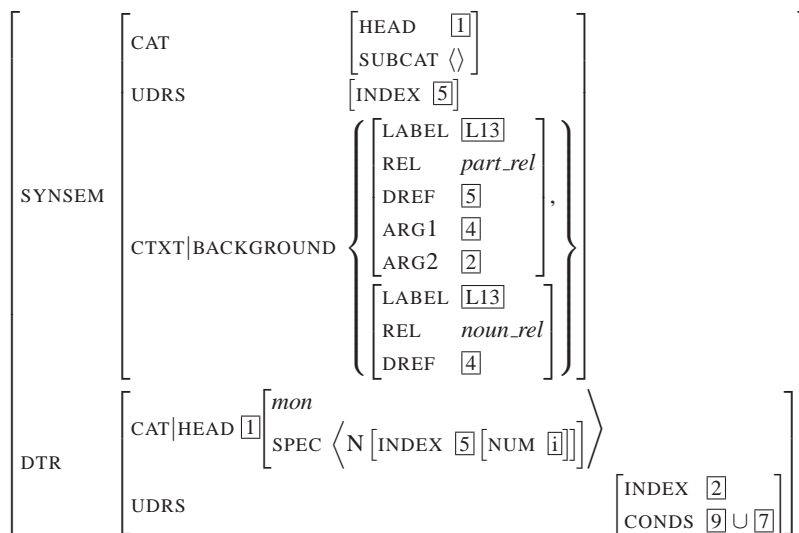 HEAD 1
CAT
SUBCAT ⟨⟩
UDRS [INDEX 5]
LABEL L13
REL part_rel
DREF 5
,
SYNSEM
ARG1 4
CTXT|BACKGROUND
ARG2 2
LABEL L13
REL noun_rel
DREF 4
mon
CAT|HEAD 1
SPEC ⟨N [INDEX 5 [NUM i]]⟩
DTR
INDEX 2
UDRS
CONDS 9 ∪ 7